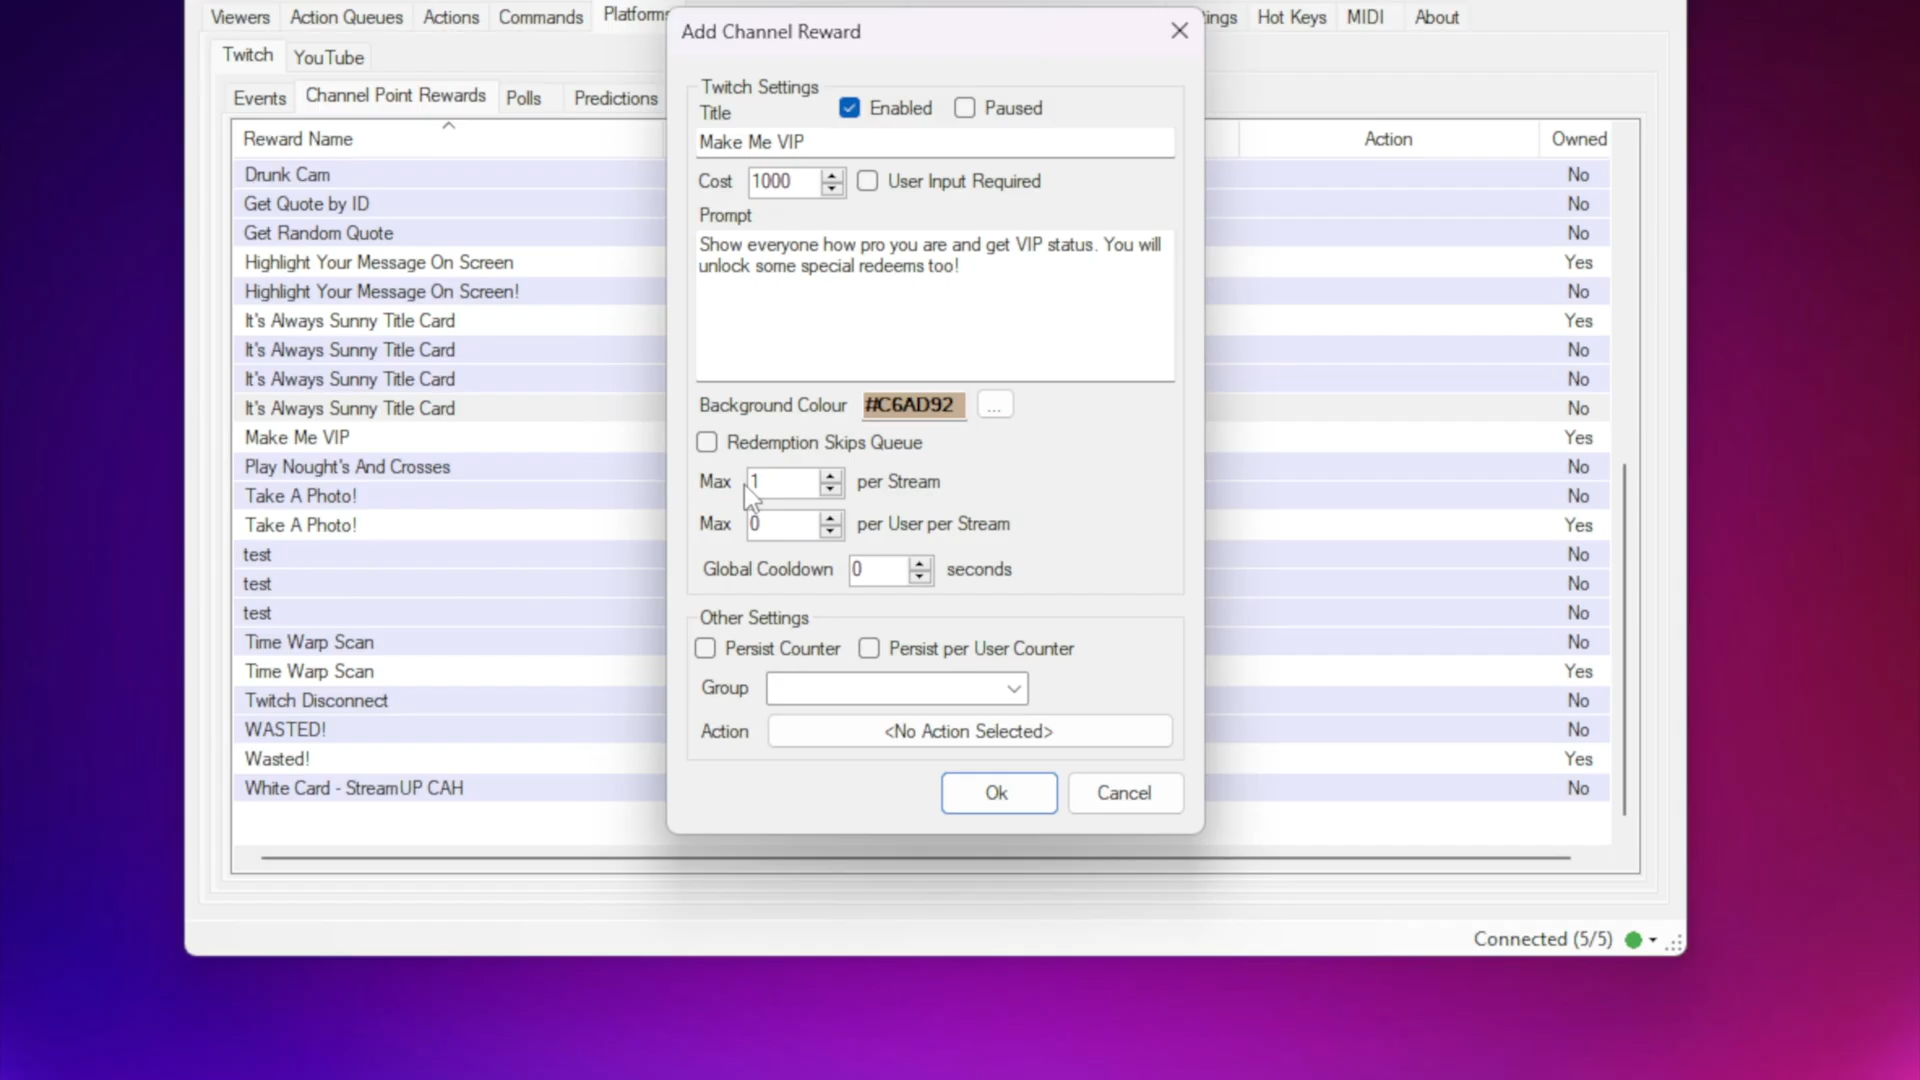 Viewers Action Queues Actions Commands Platforms
Hot Keys MIDI About
Twitch YouTube
Events Channel Point Rewards Polls Predictions
Reward Name Action Owned
Drunk Cam No
Get Quote by ID No
Get Random Quote No
Highlight Your Message On Screen Yes
Highlight Your Message On Screen! No
It's Always Sunny Title Card Yes
It's Always Sunny Title Card No
It's Always Sunny Title Card No
It's Always Sunny Title Card No
Make Me VIP Yes
Play Nought's And Crosses No
Take A Photo! No
Take A Photo! Yes
test No
test No
test No
Time Warp Scan No
Time Warp Scan Yes
Twitch Disconnect No
WASTED! No
Wasted! Yes
White Card - StreamUP CAH No
Connected (5/5)
Add Channel Reward
Twitch Settings
Title Enabled Paused
Make Me VIP
Cost 1000 User Input Required
Prompt
Show everyone how pro you are and get VIP status. You will
unlock some special redeems too!
Background Colour #C6AD92 ...
Redemption Skips Queue
Max 1 per Stream
Max 0 per User per Stream
Global Cooldown 0 seconds
Other Settings
Persist Counter Persist per User Counter
Group
Action <No Action Selected>
Ok Cancel